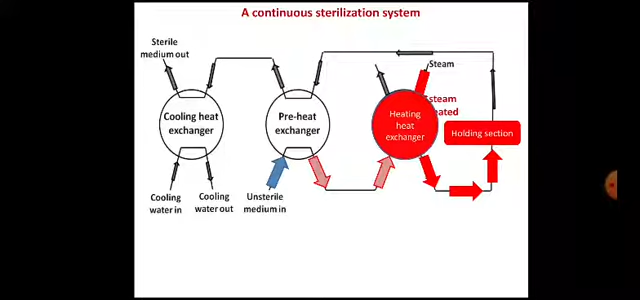 A continuous sterilization system
Sterile
medium out
Steam
steam
Cooling heat
exchanger
Pre-heat
exchanger
Heating
heat
exchanger
Holding section
Cooling
water in
Cooling
water out
Unsterile
medium in